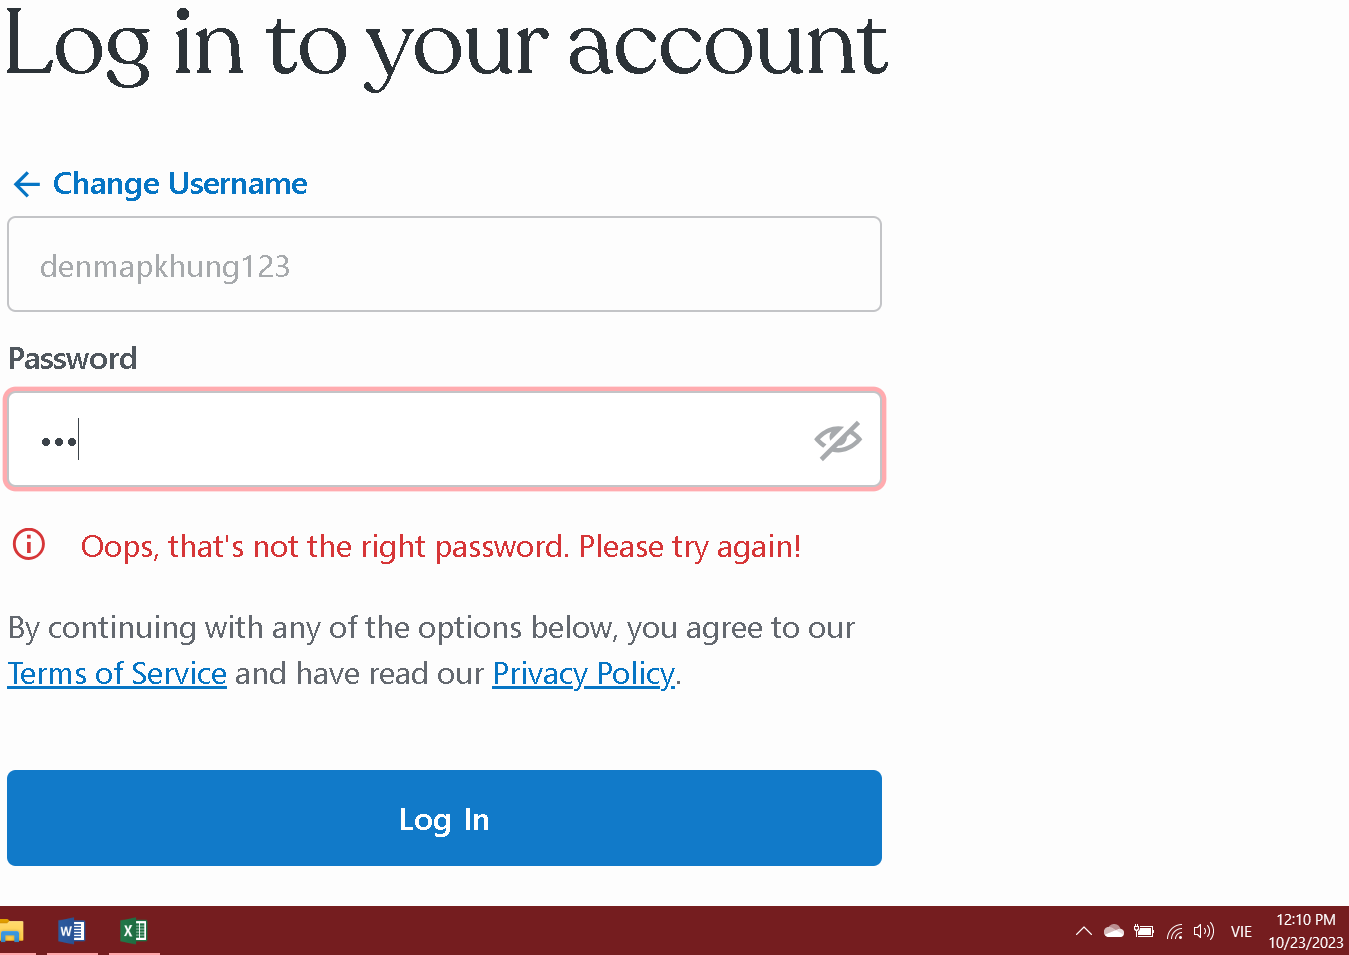 Log in to your account
← Change Username
denmapkhung123
Password
•••
Oops, that's not the right password. Please try again!
By continuing with any of the options below, you agree to our
Terms of Service and have read our Privacy Policy.
Log In
VIE
12:10 PM
10/23/2023